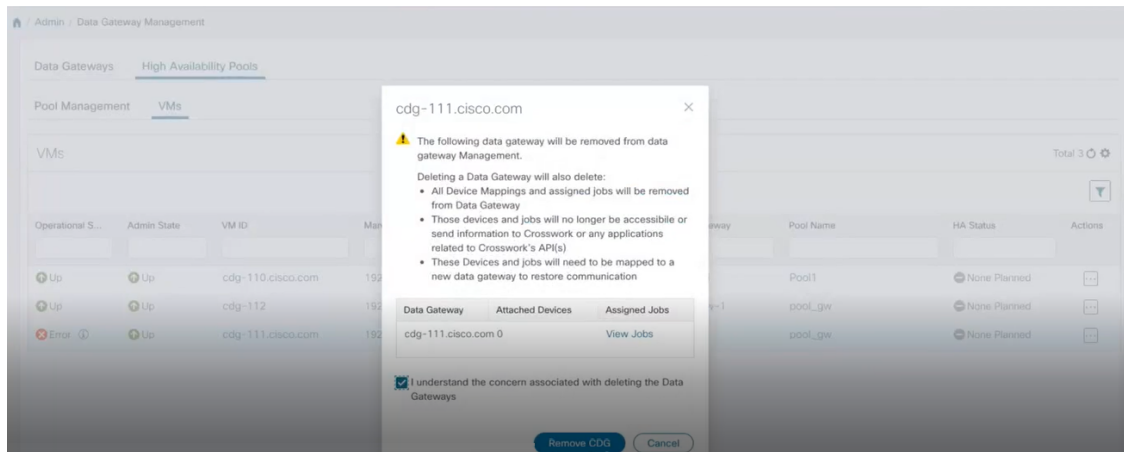 / Admin / Data Gateway Management
Data Gateways High Availability Pools
Pool Management VMs
VMs
Total 3
Operational S... Admin State VM ID Man eway Pool Name HA Status Actions
Up Up cdg-110.cisco.com 192 Pool1 None Planned
Up Up cdg-112 192 pool_gw None Planned
Error Up cdg-111.cisco.com 192 pool_gw None Planned
cdg-111.cisco.com
The following data gateway will be removed from data
gateway Management.
Deleting a Data Gateway will also delete:
• All Device Mappings and assigned jobs will be removed
from Data Gateway
• Those devices and jobs will no longer be accessibile or
send information to Crosswork or any applications
related to Crosswork's API(s)
• These Devices and jobs will need to be mapped to a
new data gateway to restore communication
Data Gateway Attached Devices Assigned Jobs
cdg-111.cisco.com 0 View Jobs
I understand the concern associated with deleting the Data
Gateways
Remove CDG Cancel